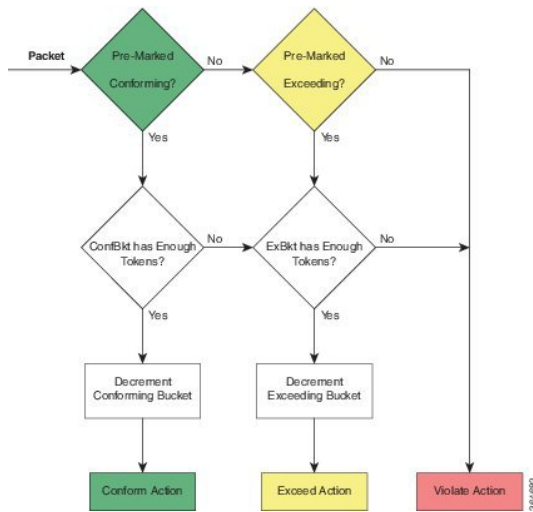 Packet
Pre-Marked
Conforming?
No
Pre-Marked
Exceeding?
No
Yes
Yes
ConfBkt has Enough
Tokens?
No
ExBkt has Enough
Tokens?
No
Yes
Yes
Decrement
Conforming Bucket
Decrement
Exceeding Bucket
Conform Action
Exceed Action
Violate Action